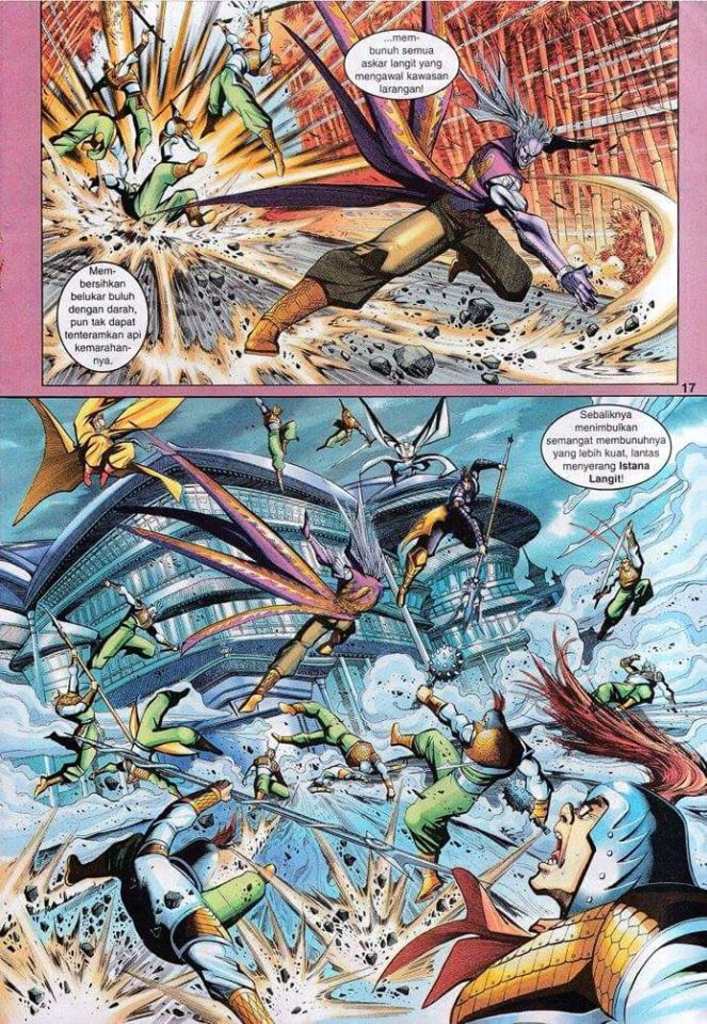 ...mem-
bunuh semua
askar langit yang
mengawal kawasan
larangan!
Mem-
bersihkan
belukar buluh
dengan darah,
pun tak dapat
tenteramkan api
kemarahan-
nya.
17
Sebaliknya
menimbulkan
semangat membunuhnya
yang lebih kuat, lantas
menyerang Istana
Langit!